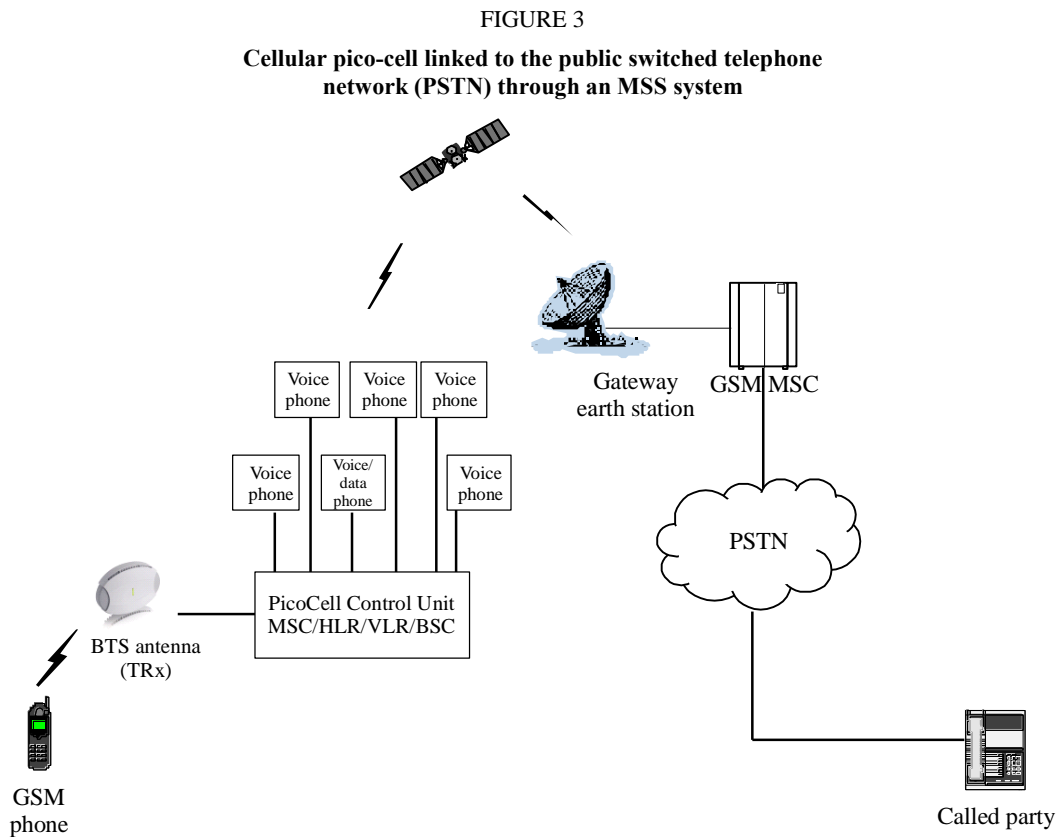 FIGURE 3
Cellular pico-cell linked to the public switched telephone
network (PSTN) through an MSS system
Gateway
earth station
GSM MSC
Voice
phone
Voice
phone
Voice
phone
Voice
phone
Voice/
data
phone
Voice
phone
PSTN
PicoCell Control Unit
MSC/HLR/VLR/BSC
BTS antenna
(TRx)
GSM
phone
Called party